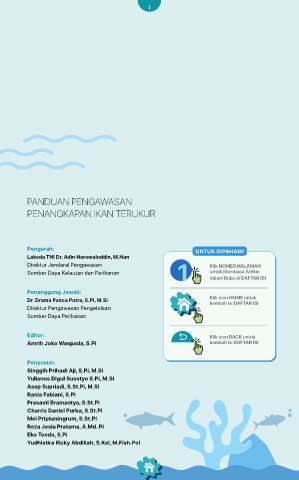 i
PANDUAN PENGAWASAN
PENANGKAPAN IKAN TERUKUR
Pengarah:
Laksda TNI Dr. Adin Nurawaluddin, M.Han
Direktur Jenderal Pengawasan
Sumber Daya Kelautan dan Perikanan
Penanggung Jawab:
Dr. Drama Panca Putra, S.Pi, M.Si
Direktur Pengawasan Pengelolaan
Sumber Daya Perikanan
Editor:
Amrih Joko Waspada, S.Pi
Penyusun:
Singgih Prihadi Aji, S.Pi, M.Si
Yulianus Digul Susetyo S.Pi, M.Si
Asep Supriadi, S.St.Pi, M.Si
Rania Fabiani, S.Pi
Prasasti Bramantya, S.St.Pi
Charris Daniel Purba, S.St.Pi
Mei Priptaningrum, S.St.Pi
Reza Jesia Pratama, A.Md. Pi
Eko Tondo, S.Pi
Yudhistira Rizky Abdillah, S.Kel, M.Fish.Pol
UNTUK DIPAHAMI
1
Klik NOMER HALAMAN
untuk Membaca Artikel
dalam Buku di DAFTAR ISI
Klik icon HOME untuk
kembali ke DAFTAR ISI
Klik icon BACK untuk
kembali ke DAFTAR ISI